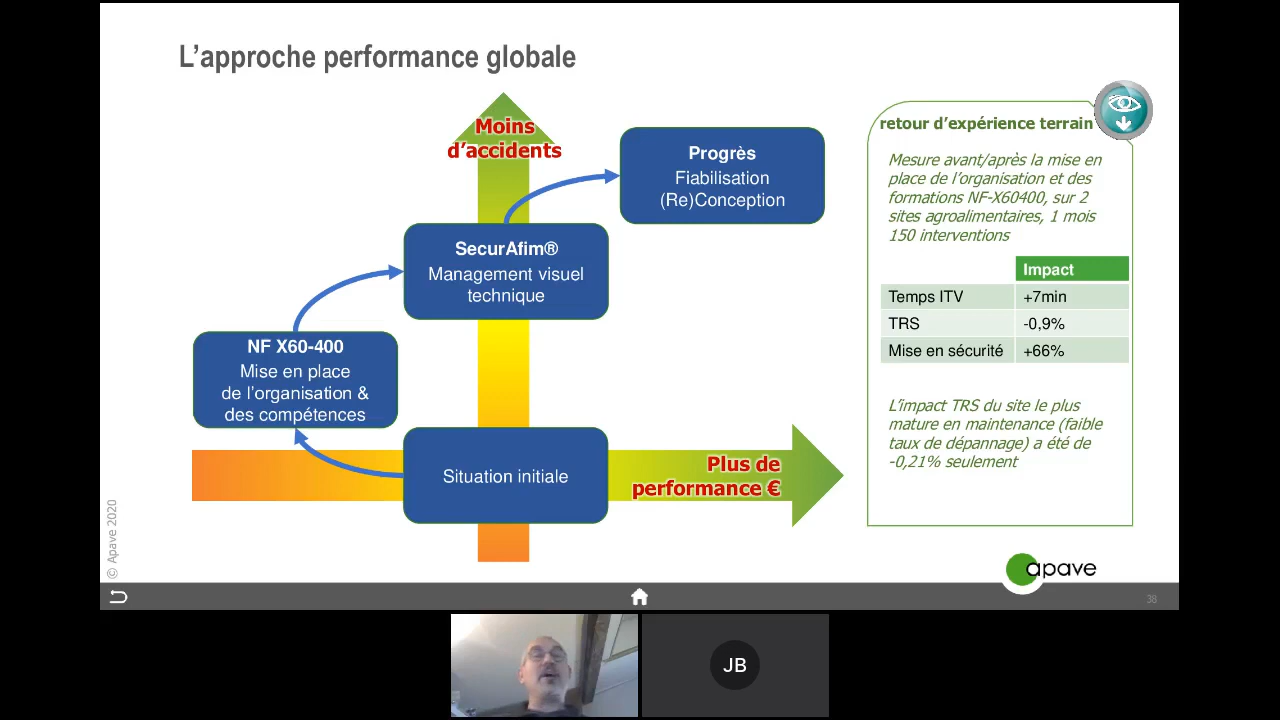 L'approche performance globale
Moins
d'accidents
Progrès
Fiabilisation
(Re)Conception
SecurAfim®
Management visuel
technique
NF X60-400
Mise en place
de l'organisation &
des compétences
Situation initiale
Plus de
performance €
retour d'expérience terrain
Mesure avant/après la mise en
place de l'organisation et des
formations NF-X60400, sur 2
sites agroalimentaires, 1 mois
150 interventions
Impact
Temps ITV +7min
TRS -0,9%
Mise en sécurité +66%
L'impact TRS du site le plus
mature en maintenance (faible
taux de dépannage) a été de
-0,21% seulement
© Apave 2020
apave
38
JB